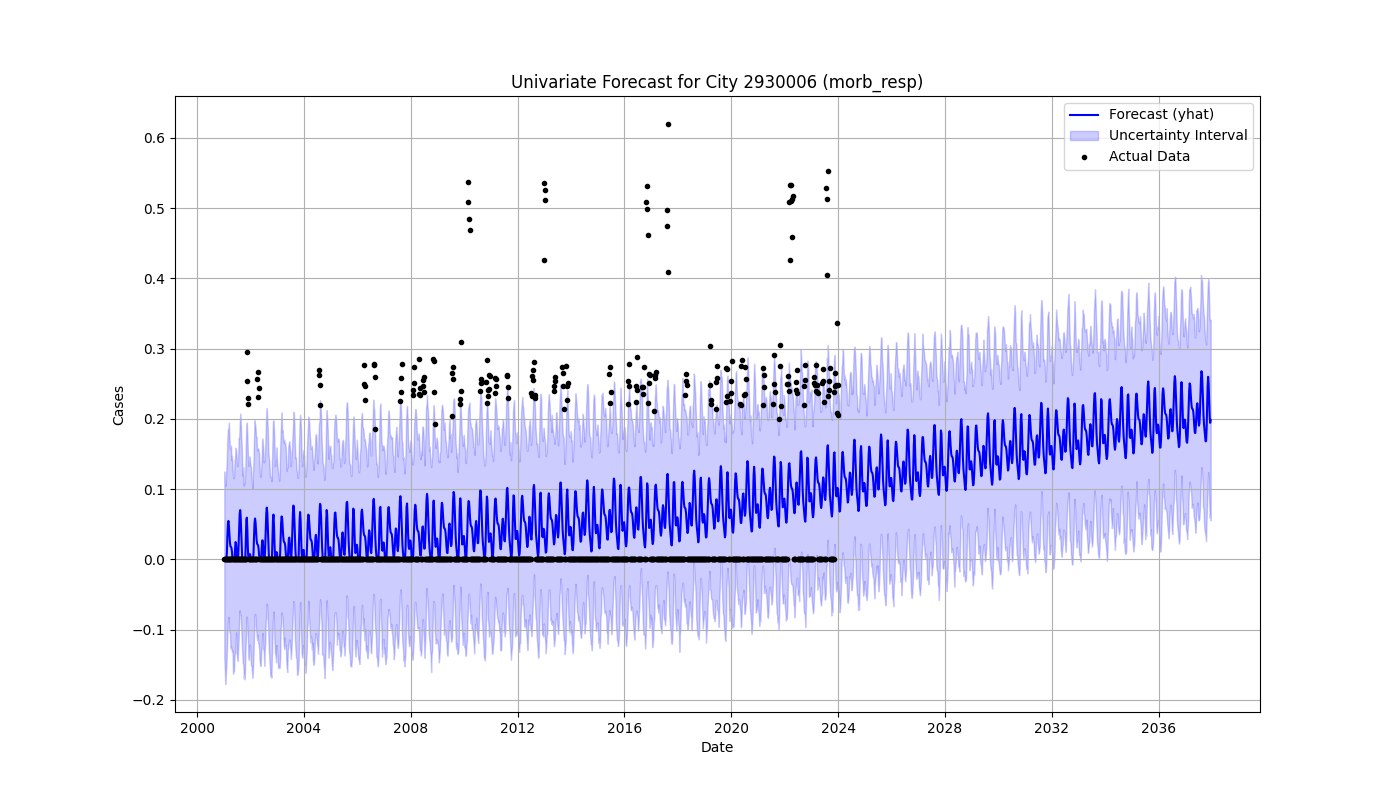 Univariate Forecast for City 2930006 (morb_resp)
Forecast (yhat)
Uncertainty Interval
Actual Data
0.6
0.5
0.4
0.3
0.2
0.1
0.0
−0.1
−0.2
Cases
2000 2004 2008 2012 2016 2020 2024 2028 2032 2036
Date